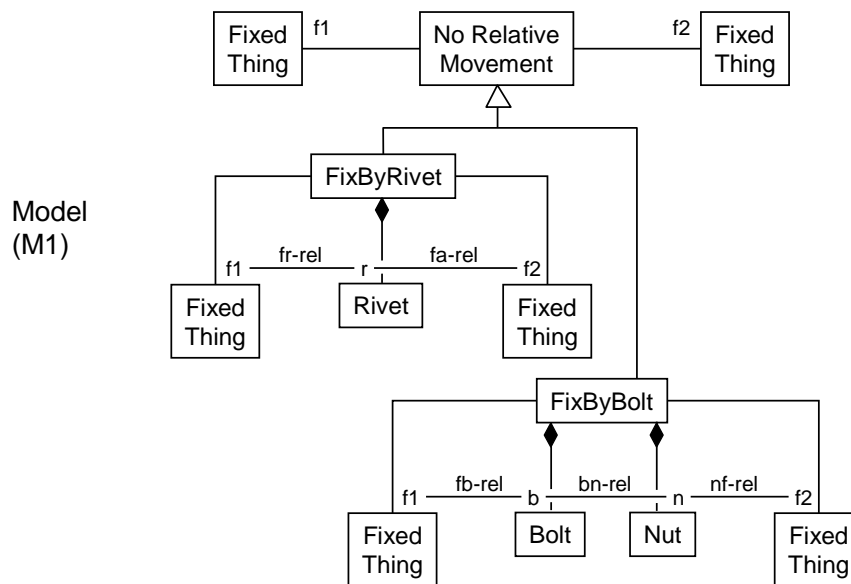 Fixed
Thing
f1
No Relative
Movement
f2
Fixed
Thing
Model
(M1)
FixByRivet
f1
fr-rel
r
fa-rel
f2
Fixed
Thing
Rivet
Fixed
Thing
FixByBolt
f1
fb-rel
b
bn-rel
n
nf-rel
f2
Fixed
Thing
Bolt
Nut
Fixed
Thing